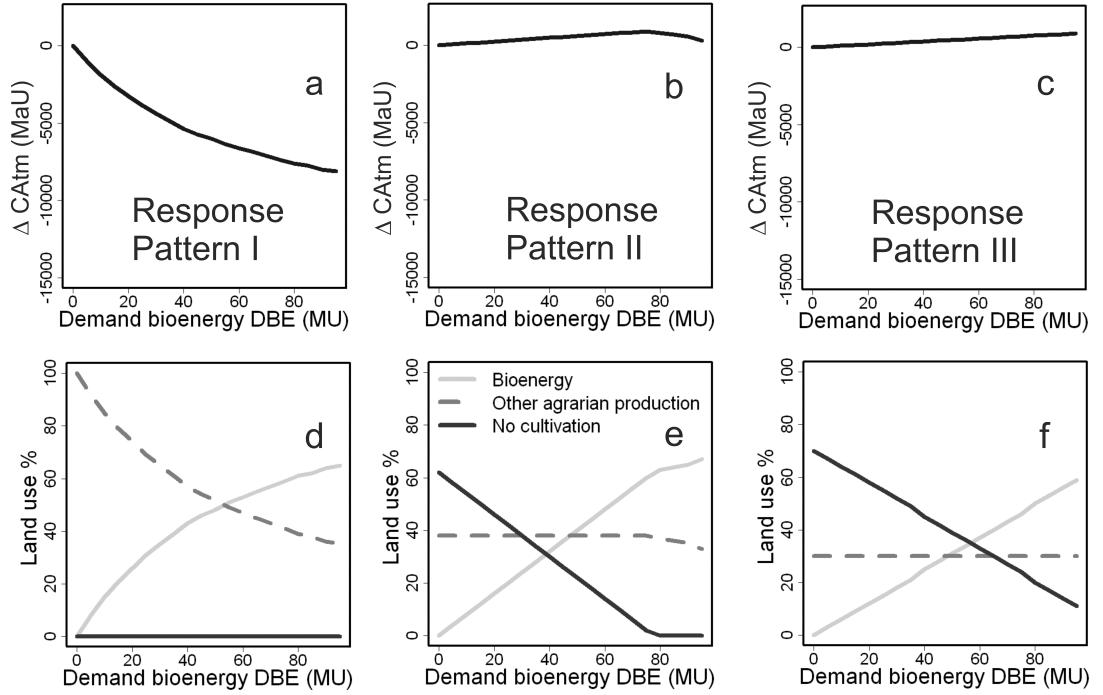 0
-5000
-10000
-15000
Δ CAtm (MaU)
a
Response
Pattern I
0 20 40 60 80
Demand bioenergy DBE (MU)
0
-5000
-10000
-15000
Δ CAtm (MaU)
b
Response
Pattern II
0 20 40 60 80
Demand bioenergy DBE (MU)
0
-5000
-10000
-15000
Δ CAtm (MaU)
c
Response
Pattern III
0 20 40 60 80
Demand bioenergy DBE (MU)
100
80
60
40
20
0
Land use %
d
0 20 40 60 80
Demand bioenergy DBE (MU)
100
80
60
40
20
0
Land use %
Bioenergy
Other agrarian production
No cultivation
e
0 20 40 60 80
Demand bioenergy DBE (MU)
100
80
60
40
20
0
Land use %
f
0 20 40 60 80
Demand bioenergy DBE (MU)